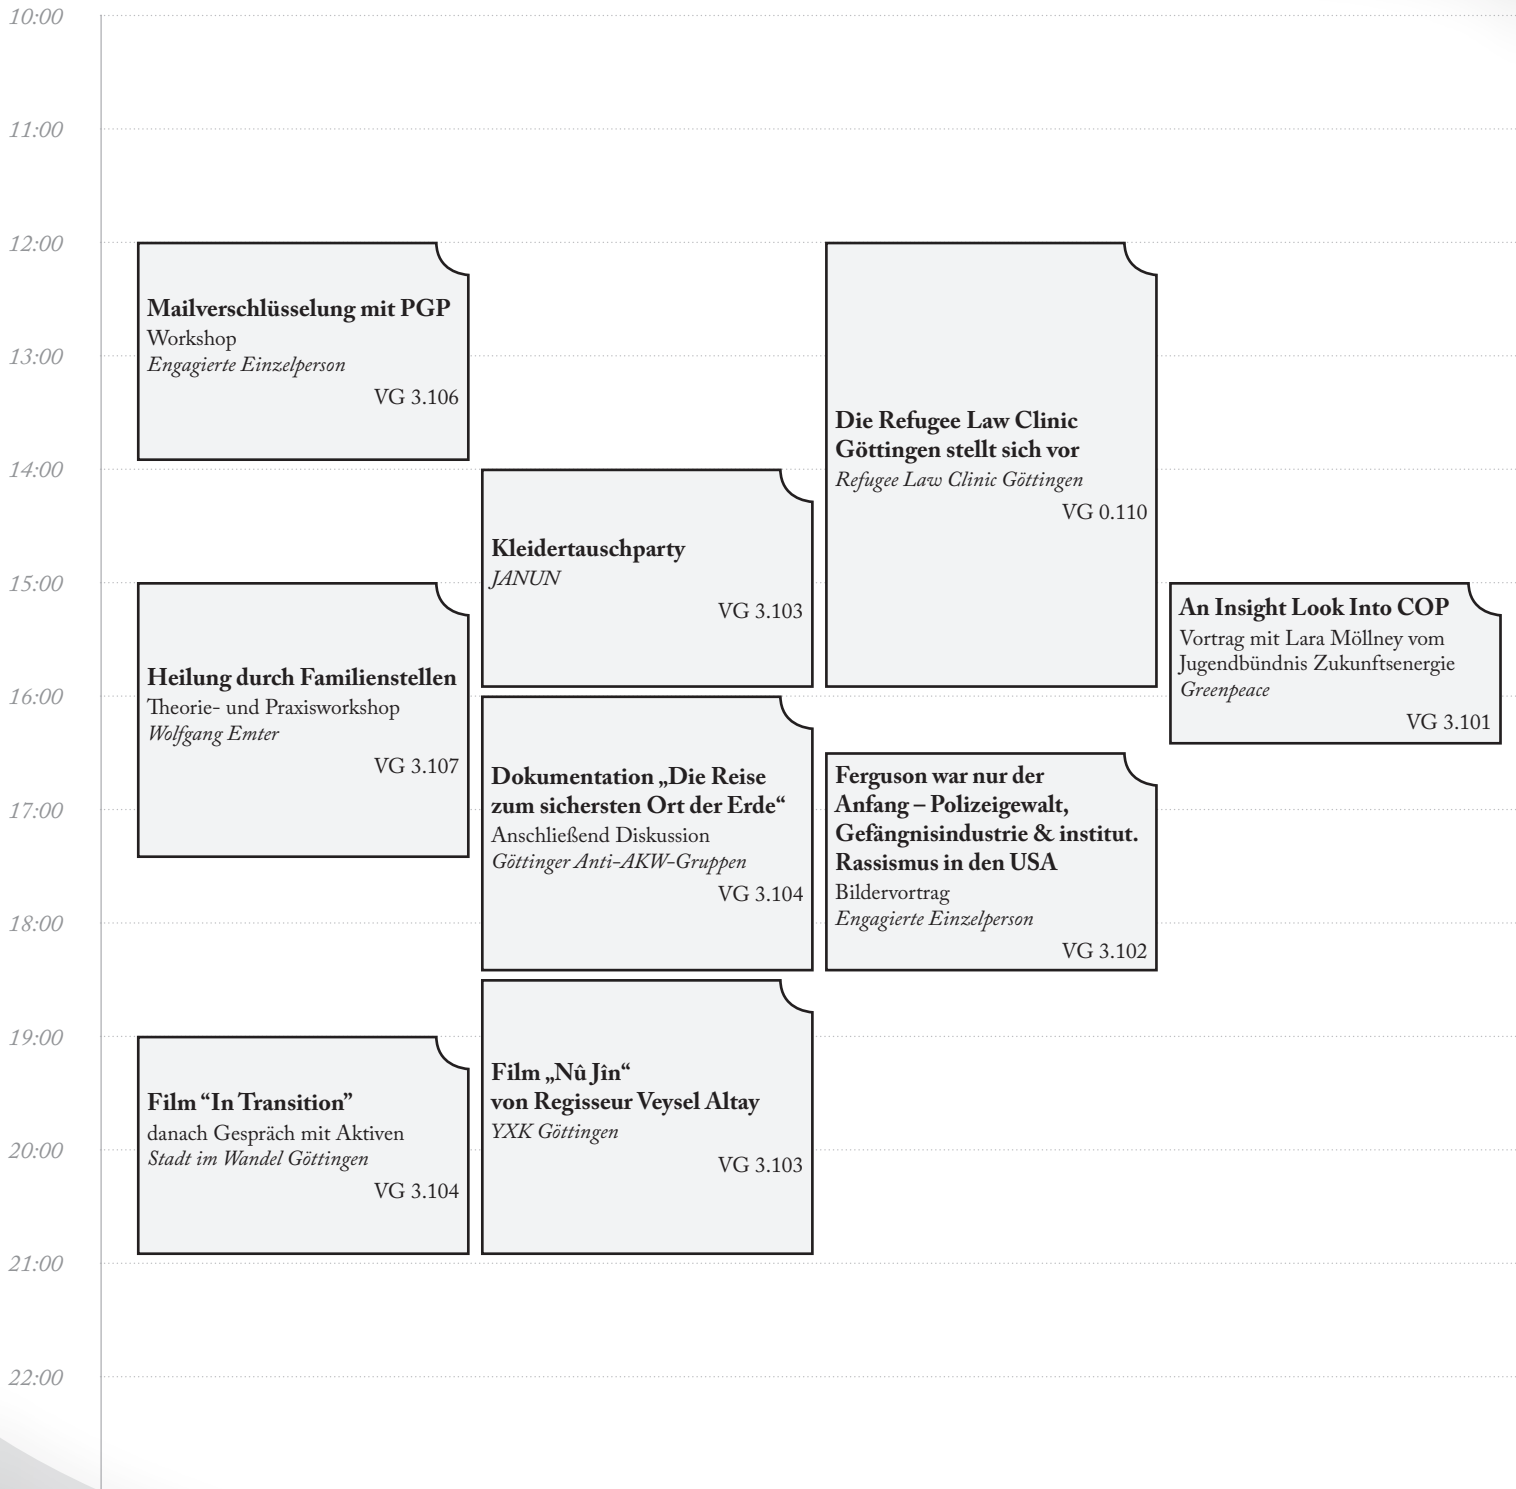 10:00
11:00
12:00
13:00
14:00
15:00
16:00
17:00
18:00
19:00
20:00
21:00
22:00
Mailverschlüsselung mit PGP
Workshop
Engagierte Einzelperson
VG 3.106
Heilung durch Familienstellen
Theorie- und Praxisworkshop
Wolfgang Emter
VG 3.107
Film “In Transition”
danach Gespräch mit Aktiven
Stadt im Wandel Göttingen
VG 3.104
Kleidertauschparty
JANUN
VG 3.103
Dokumentation „Die Reise
zum sichersten Ort der Erde“
Anschließend Diskussion
Göttinger Anti-AKW-Gruppen
VG 3.104
Film „Nû Jîn“
von Regisseur Veysel Altay
YXK Göttingen
VG 3.103
Die Refugee Law Clinic
Göttingen stellt sich vor
Refugee Law Clinic Göttingen
VG 0.110
Ferguson war nur der
Anfang – Polizeigewalt,
Gefängnisindustrie & institut.
Rassismus in den USA
Bildervortrag
Engagierte Einzelperson
VG 3.102
An Insight Look Into COP
Vortrag mit Lara Möllney vom
Jugendbündnis Zukunftsenergie
Greenpeace
VG 3.101